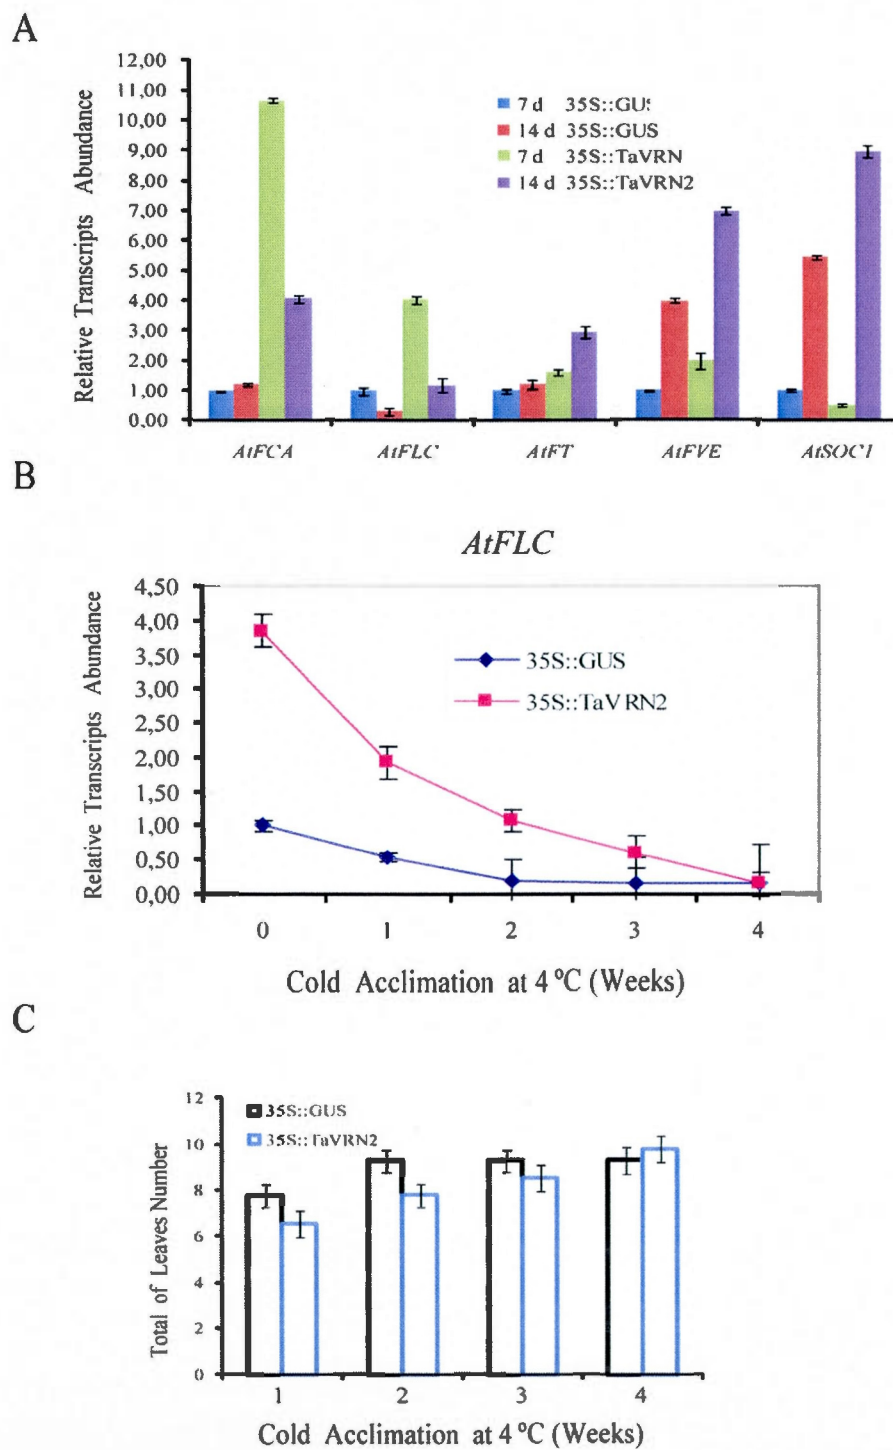 A
12,00
11,00
10,00
9,00
8,00
7,00
6,00
5,00
4,00
3,00
2,00
1,00
0,00
Relative Transcripts Abundance
7 d 35S::GUS
14 d 35S::GUS
7 d 35S::TaVRN
14 d 35S::TaVRN2
AtFCA AtFLC AtFT AtFVE AtSOC1
B
AtFLC
4,50
4,00
3,50
3,00
2,50
2,00
1,50
1,00
0,50
0,00
Relative Transcripts Abundance
35S::GUS
35S::TaVRN2
0 1 2 3 4
Cold Acclimation at 4 °C (Weeks)
C
12
10
8
6
4
2
0
Total of Leaves Number
35S::GUS
35S::TaVRN2
1 2 3 4
Cold Acclimation at 4 °C (Weeks)